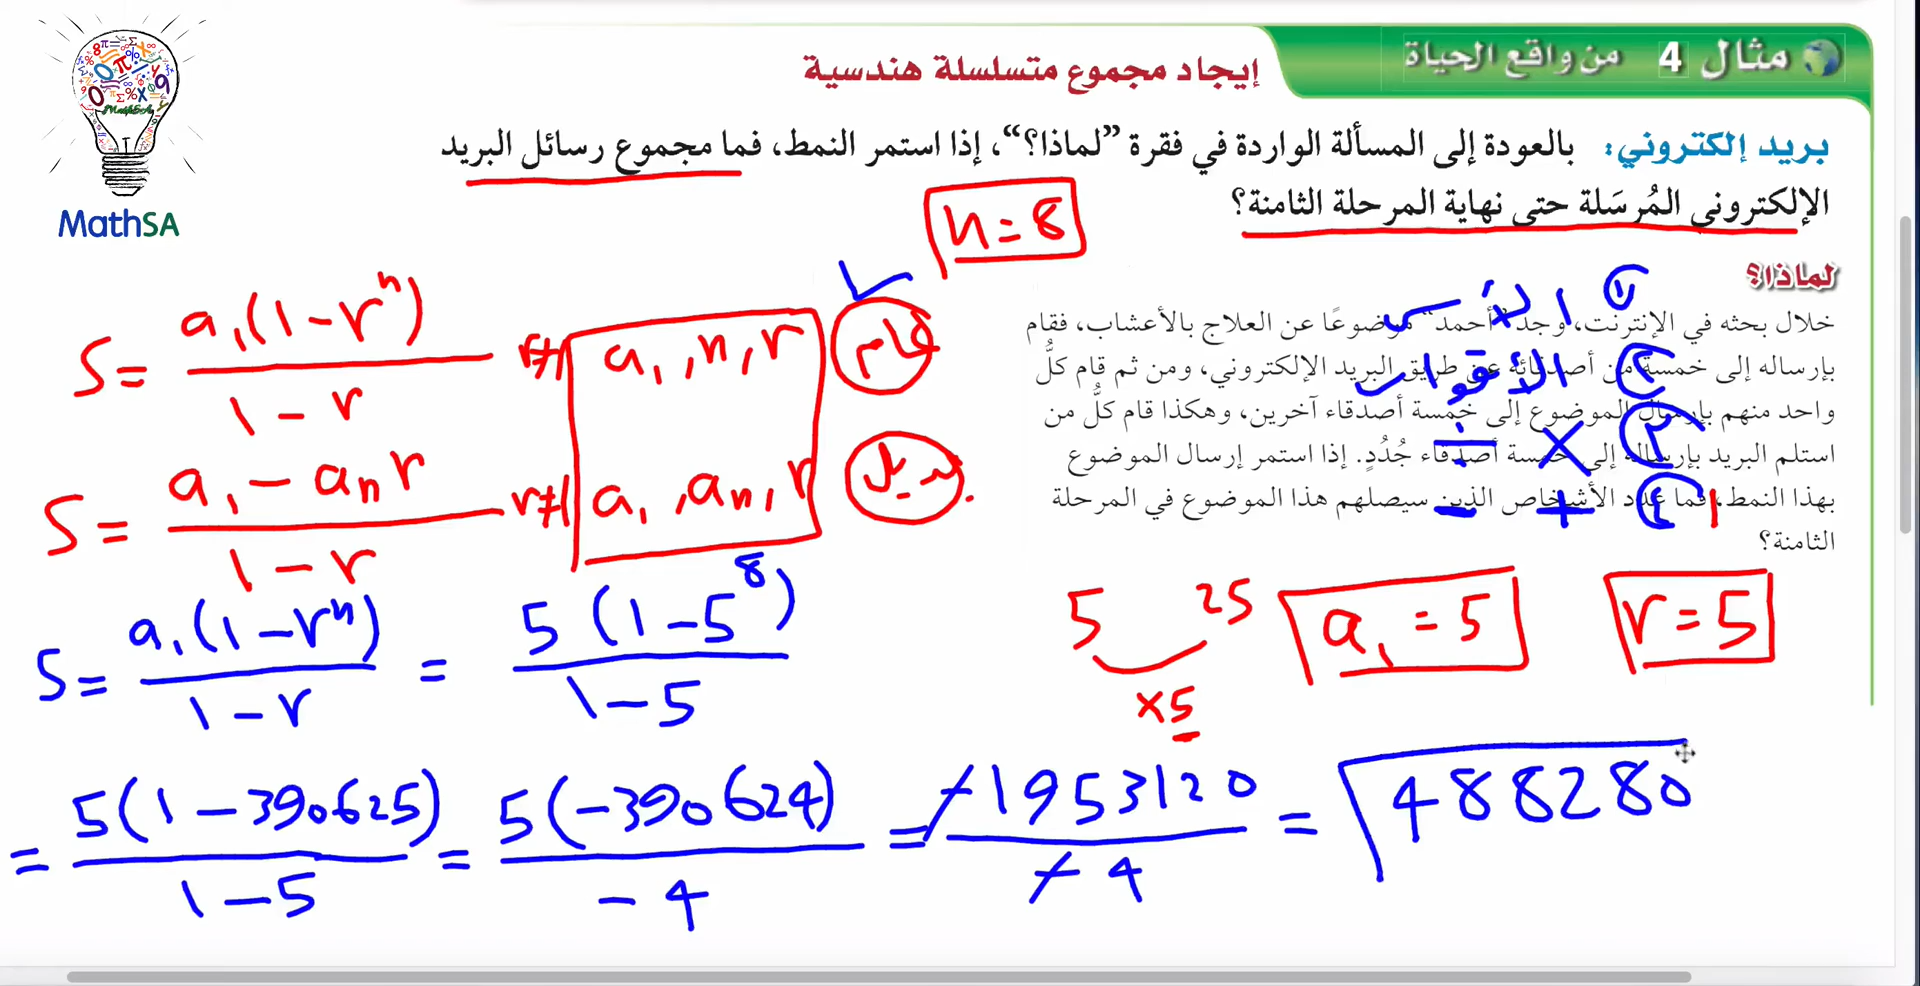 مثال 4 من واقع الحياة
إيجاد مجموع متسلسلة هندسية
بريد إلكتروني: بالعودة إلى المسألة الواردة في فقرة "لماذا؟"، إذا استمر النمط، فما مجموع رسائل البريد
الإلكتروني المُرسَلة حتى نهاية المرحلة الثامنة؟
MathSA
n = 8
لماذا؟
خلال بحثه في الإنترنت، وجد "أحمد" موضوعًا عن العلاج بالأعشاب، فقام
بإرساله إلى خمسة من أصدقائه عن طريق البريد الإلكتروني، ومن ثم قام كلُّ
واحد منهم بإرسال الموضوع إلى خمسة أصدقاء آخرين، وهكذا قام كلُّ من
استلم البريد بإرساله إلى خمسة أصدقاء جُدُدٍ. إذا استمر إرسال الموضوع
بهذا النمط، فما عدد الأشخاص الذين سيصلهم هذا الموضوع في المرحلة
الثامنة؟
① الأس
② الأقواس
③ × ÷
④ + −
S = a₁(1 − rⁿ) / 1 − r r≠1 a₁, n, r عام
S = a₁ − aₙ r / 1 − r r≠1 a₁, aₙ, r بديل
5 25 ×5
a₁ = 5
r = 5
S = a₁(1 − rⁿ) / 1 − r = 5(1 − 5⁸) / 1 − 5
= 5(1 − 390625) / 1 − 5 = 5(−390624) / −4 = −1953120 / −4 = 488280